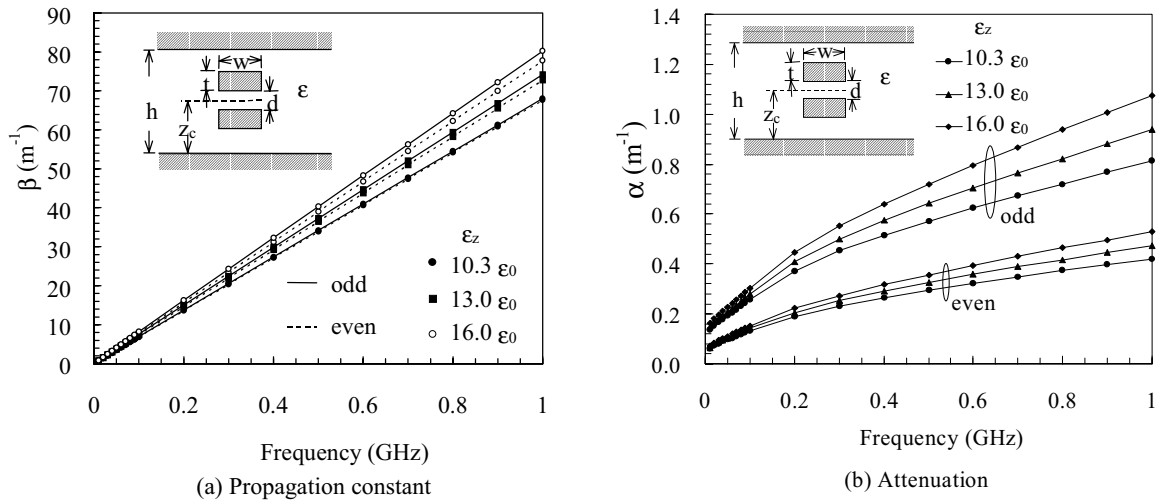 90
80
70
60
50
40
30
20
10
0
β (m⁻¹)
w
t
ε
h
d
z_c
ε_z
10.3 ε₀
13.0 ε₀
16.0 ε₀
odd
even
0
0.2
0.4
0.6
0.8
1
Frequency (GHz)
(a) Propagation constant
1.4
1.2
1.0
0.8
0.6
0.4
0.2
0.0
α (m⁻¹)
w
t
ε
h
d
z_c
ε_z
10.3 ε₀
13.0 ε₀
16.0 ε₀
odd
even
0
0.2
0.4
0.6
0.8
1
Frequency (GHz)
(b) Attenuation